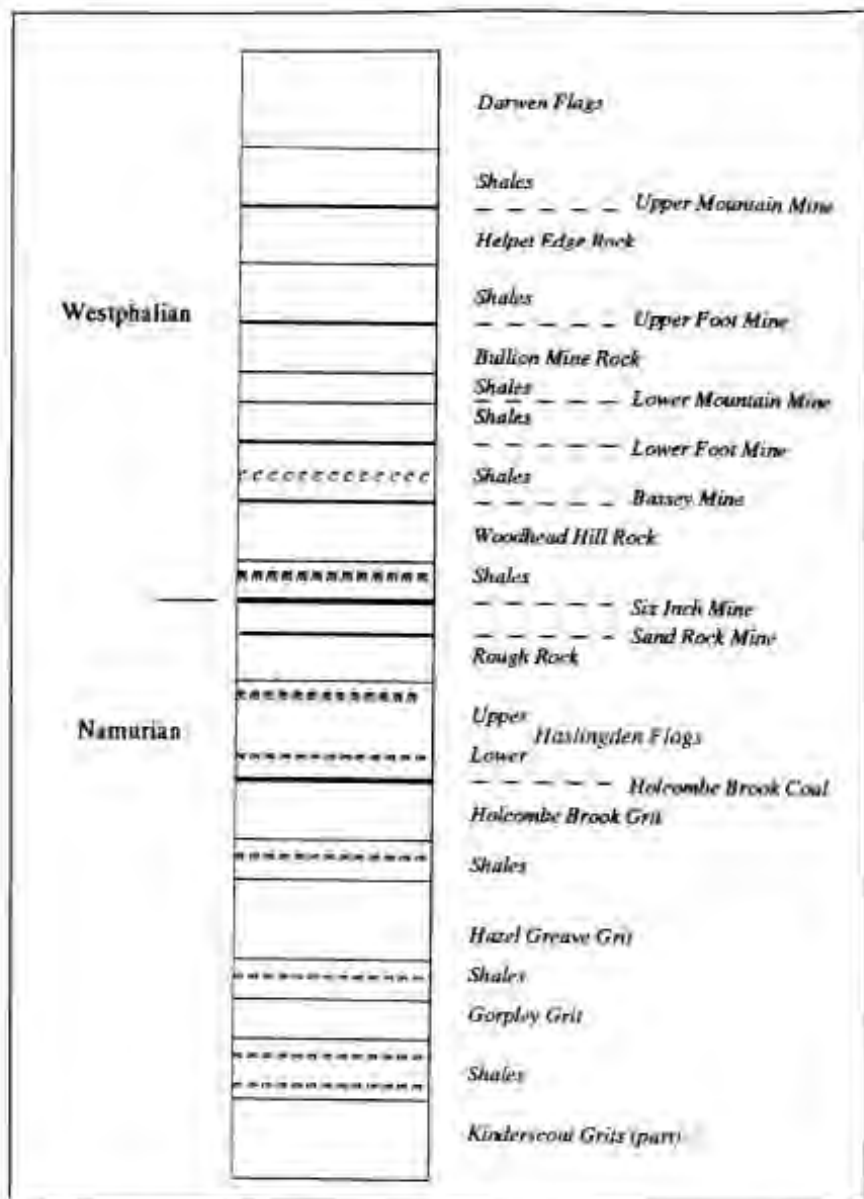 Darwen Flags
Shales
Upper Mountain Mine
Helpet Edge Rock
Shales
Westphalian
Upper Foot Mine
Bullion Mine Rock
Shales
Lower Mountain Mine
Shales
Lower Foot Mine
c c c c c c c c c c c c c
Shales
Bassey Mine
Woodhead Hill Rock
m m m m m m m m m m m m m
Shales
Six Inch Mine
Sand Rock Mine
Rough Rock
Namurian
Upper
Haslingden Flags
Lower
Holcombe Brook Coal
Holcombe Brook Grit
Shales
Hazel Greave Grit
Shales
Gorpley Grit
Shales
Kinderscout Grits (part)